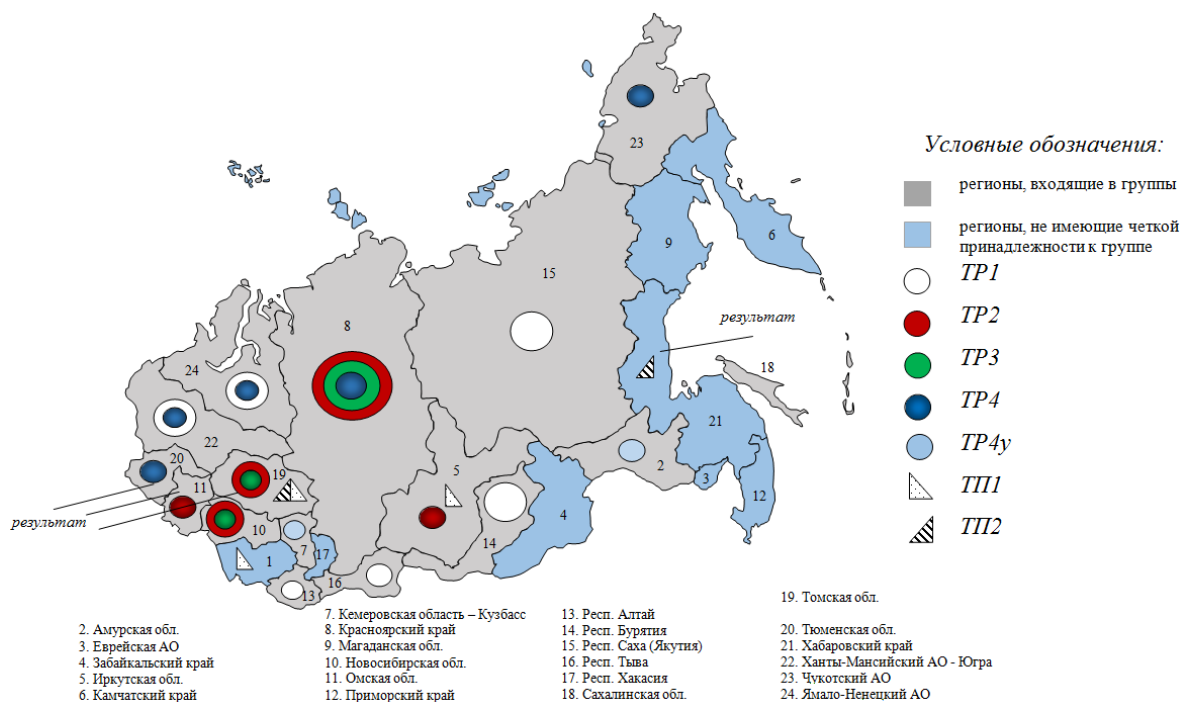 Условные обозначения:
регионы, входящие в группы
регионы, не имеющие четкой
принадлежности к группе
ТР1
ТР2
ТР3
ТР4
ТР4у
ТП1
ТП2
23
6
9
15
результат
8
18
24
21
22
20
5
2
19
3
11
12
результат
10
4
7
14
17
1
16
13
2. Амурская обл.
3. Еврейская АО
4. Забайкальский край
5. Иркутская обл.
6. Камчатский край
7. Кемеровская область – Кузбасс
8. Красноярский край
9. Магаданская обл.
10. Новосибирская обл.
11. Омская обл.
12. Приморский край
13. Респ. Алтай
14. Респ. Бурятия
15. Респ. Саха (Якутия)
16. Респ. Тыва
17. Респ. Хакасия
18. Сахалинская обл.
19. Томская обл.
20. Тюменская обл.
21. Хабаровский край
22. Ханты-Мансийский АО - Югра
23. Чукотский АО
24. Ямало-Ненецкий АО